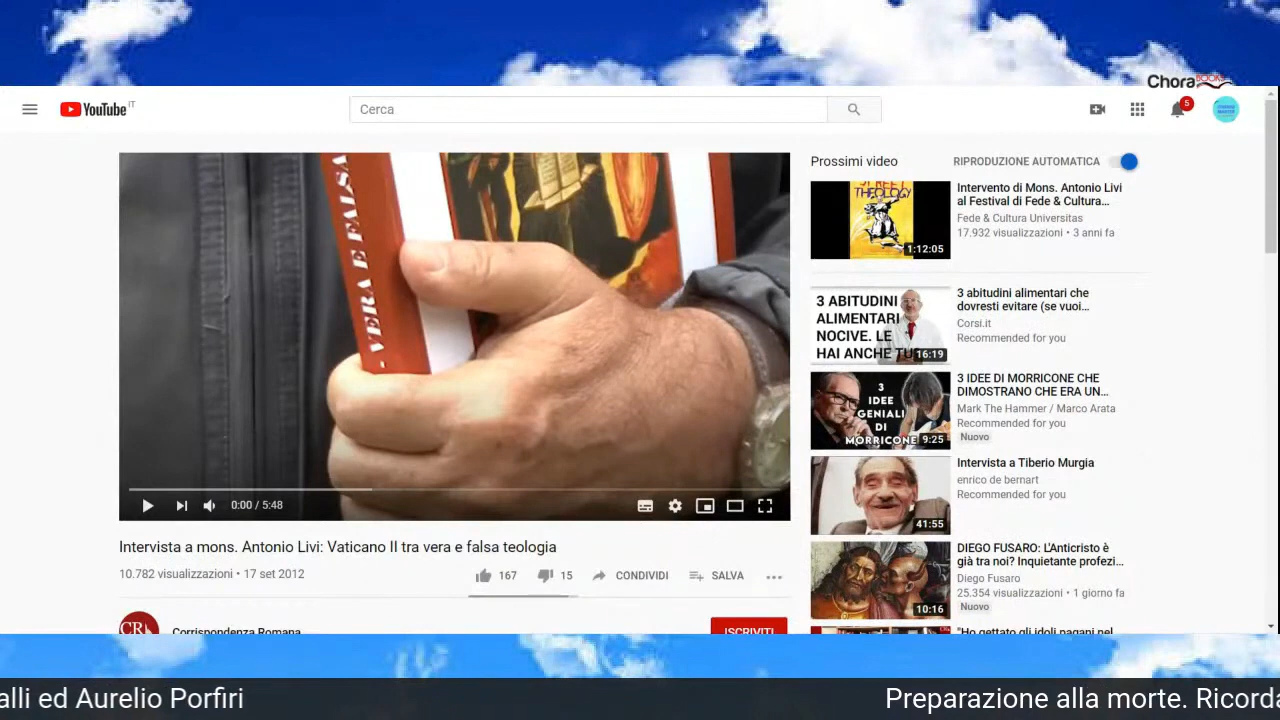 Chora BOOKS
YouTube IT
Cerca
5
- VERA E FALSA
0:00 / 5:48
Intervista a mons. Antonio Livi: Vaticano II tra vera e falsa teologia
10.782 visualizzazioni • 17 set 2012
167
15
CONDIVIDI
SALVA
CR
Corrispondenza Romana
ISCRIVITI
Prossimi video
RIPRODUZIONE AUTOMATICA
STREET
THEOLOGY
1:12:05
Intervento di Mons. Antonio Livi
al Festival di Fede & Cultura...
Fede & Cultura Universitas
17.932 visualizzazioni • 3 anni fa
3 ABITUDINI
ALIMENTARI
NOCIVE. LE
HAI ANCHE TU
16:19
3 abitudini alimentari che
dovresti evitare (se vuoi...
Corsi.it
Recommended for you
3
IDEE
GENIALI
DI
MORRICONE
9:25
3 IDEE DI MORRICONE CHE
DIMOSTRANO CHE ERA UN...
Mark The Hammer / Marco Arata
Recommended for you
Nuovo
41:55
Intervista a Tiberio Murgia
enrico de bernart
Recommended for you
10:16
DIEGO FUSARO: L'Anticristo è
già tra noi? Inquietante profezi...
Diego Fusaro
25.354 visualizzazioni • 1 giorno fa
Nuovo
"Ho gettato gli idoli pagani nel
alli ed Aurelio Porfiri
Preparazione alla morte. Ricorda